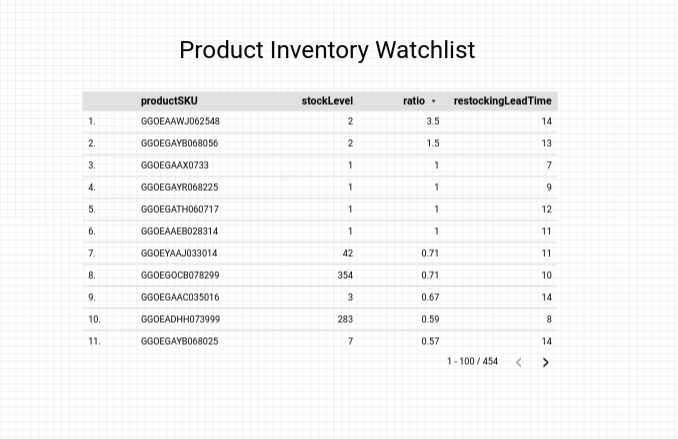 Product Inventory Watchlist
productSKU stockLevel ratio restockingLeadTime
1. GGOEAAWJ062548 2 3.5 14
2. GGOEGAYB068056 2 1.5 13
3. GGOEGAAX0733 1 1 7
4. GGOEGAYR068225 1 1 9
5. GGOEGATH060717 1 1 12
6. GGOEAAEB028314 1 1 11
7. GGOEYAAJ033014 42 0.71 11
8. GGOEGOCB078299 354 0.71 10
9. GGOEGAAC035016 3 0.67 14
10. GGOEADHH073999 283 0.59 8
11. GGOEGAYB068025 7 0.57 14
1 - 100 / 454